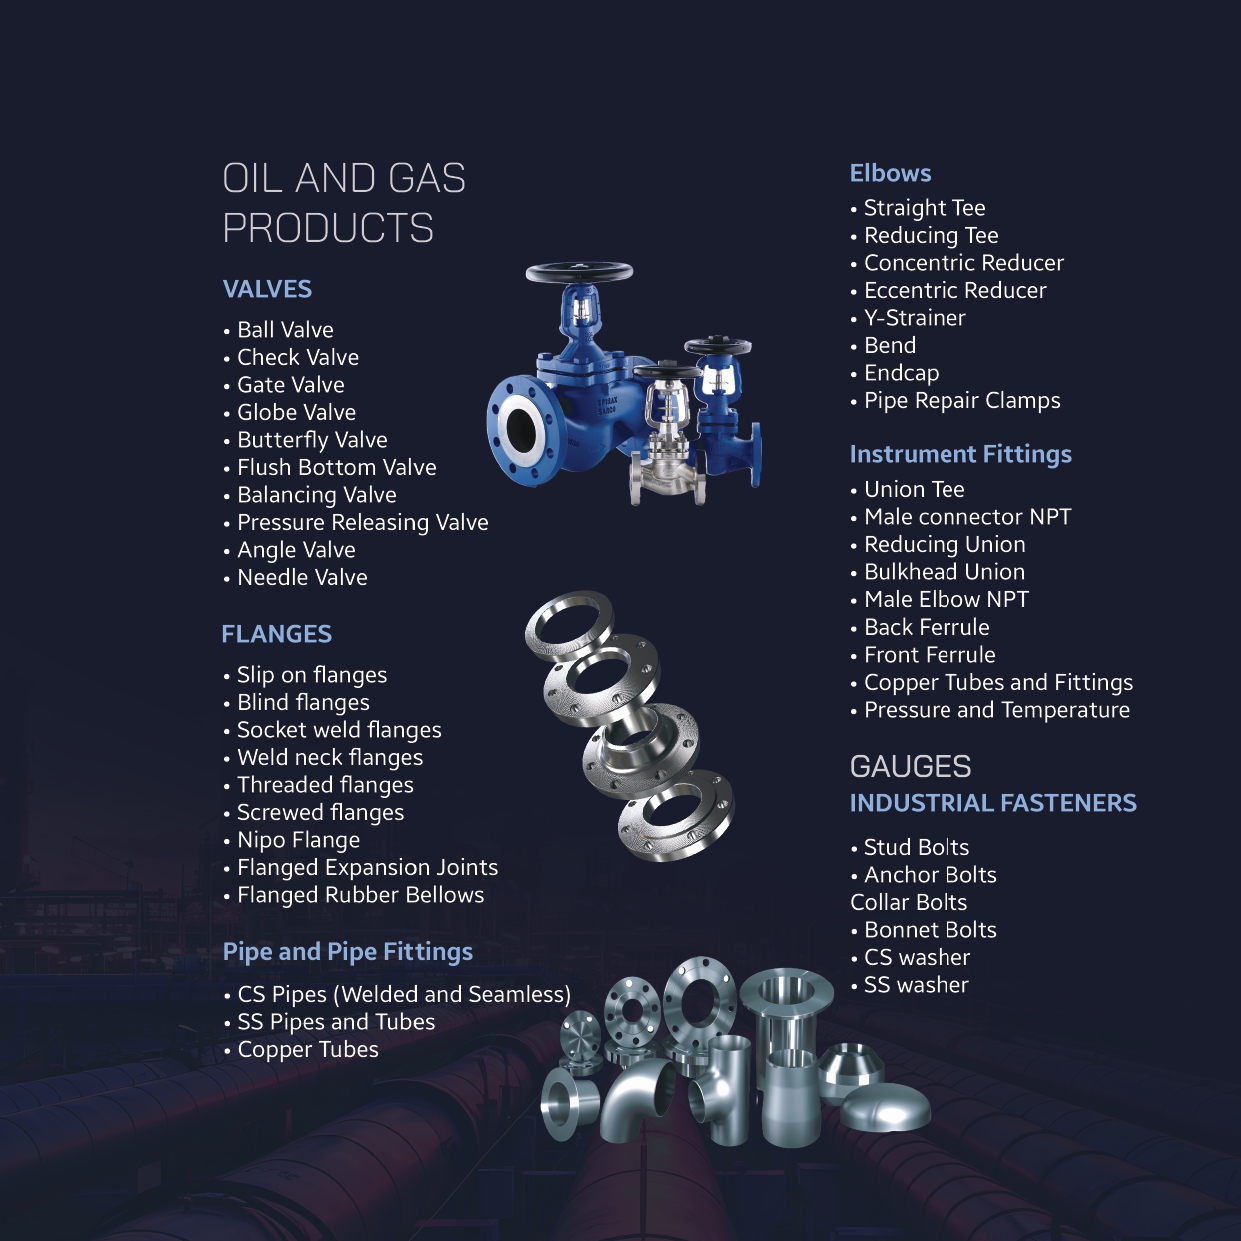 OIL AND GAS
PRODUCTS
VALVES
• Ball Valve
• Check Valve
• Gate Valve
• Globe Valve
• Butterfly Valve
• Flush Bottom Valve
• Balancing Valve
• Pressure Releasing Valve
• Angle Valve
• Needle Valve
FLANGES
• Slip on flanges
• Blind flanges
• Socket weld flanges
• Weld neck flanges
• Threaded flanges
• Screwed flanges
• Nipo Flange
• Flanged Expansion Joints
• Flanged Rubber Bellows
Pipe and Pipe Fittings
• CS Pipes (Welded and Seamless)
• SS Pipes and Tubes
• Copper Tubes
SPIRAX
SARCO
Elbows
• Straight Tee
• Reducing Tee
• Concentric Reducer
• Eccentric Reducer
• Y-Strainer
• Bend
• Endcap
• Pipe Repair Clamps
Instrument Fittings
• Union Tee
• Male connector NPT
• Reducing Union
• Bulkhead Union
• Male Elbow NPT
• Back Ferrule
• Front Ferrule
• Copper Tubes and Fittings
• Pressure and Temperature
GAUGES
INDUSTRIAL FASTENERS
• Stud Bolts
• Anchor Bolts
Collar Bolts
• Bonnet Bolts
• CS washer
• SS washer